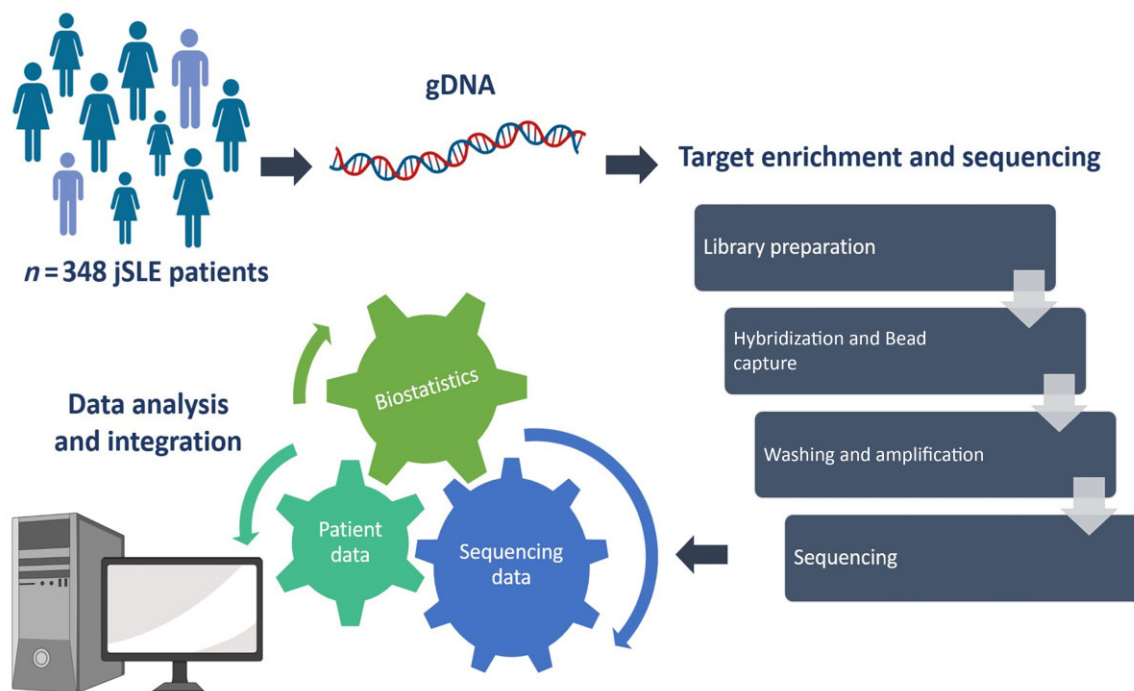 gDNA
n = 348 jSLE patients
Target enrichment and sequencing
Library preparation
Hybridization and Bead
capture
Washing and amplification
Sequencing
Data analysis
and integration
Biostatistics
Patient
data
Sequencing
data